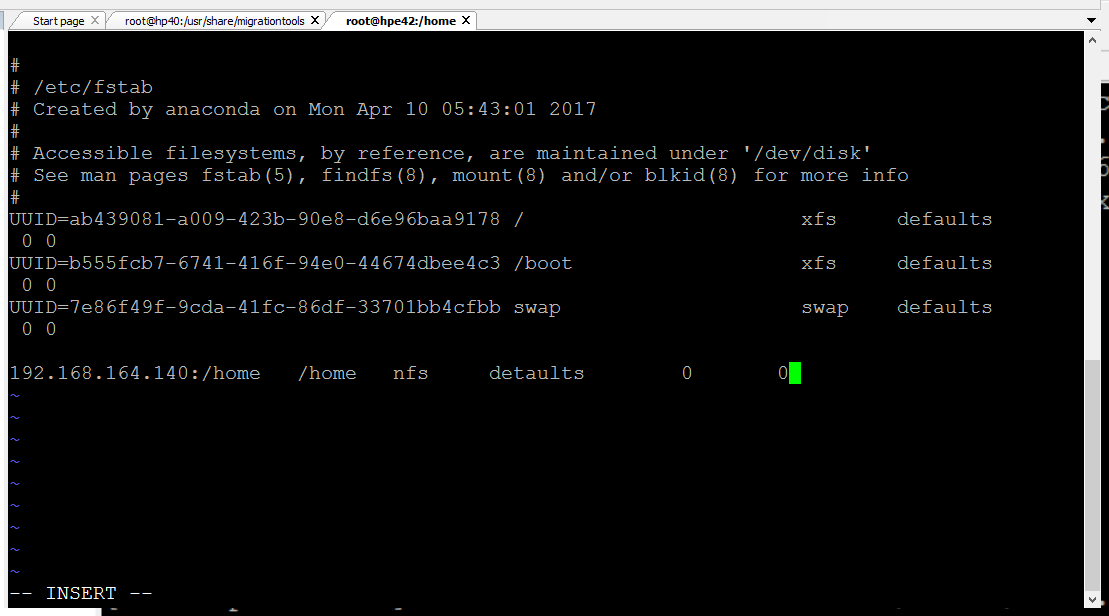 Start page root@hp40:/usr/share/migrationtools root@hpe42:/home
#
# /etc/fstab
# Created by anaconda on Mon Apr 10 05:43:01 2017
#
# Accessible filesystems, by reference, are maintained under '/dev/disk'
# See man pages fstab(5), findfs(8), mount(8) and/or blkid(8) for more info
#
UUID=ab439081-a009-423b-90e8-d6e96baa9178 / xfs defaults
0 0
UUID=b555fcb7-6741-416f-94e0-44674dbee4c3 /boot xfs defaults
0 0
UUID=7e86f49f-9cda-41fc-86df-33701bb4cfbb swap swap defaults
0 0
192.168.164.140:/home /home nfs detaults 0 0
~
~
~
~
~
~
~
~
~
-- INSERT --